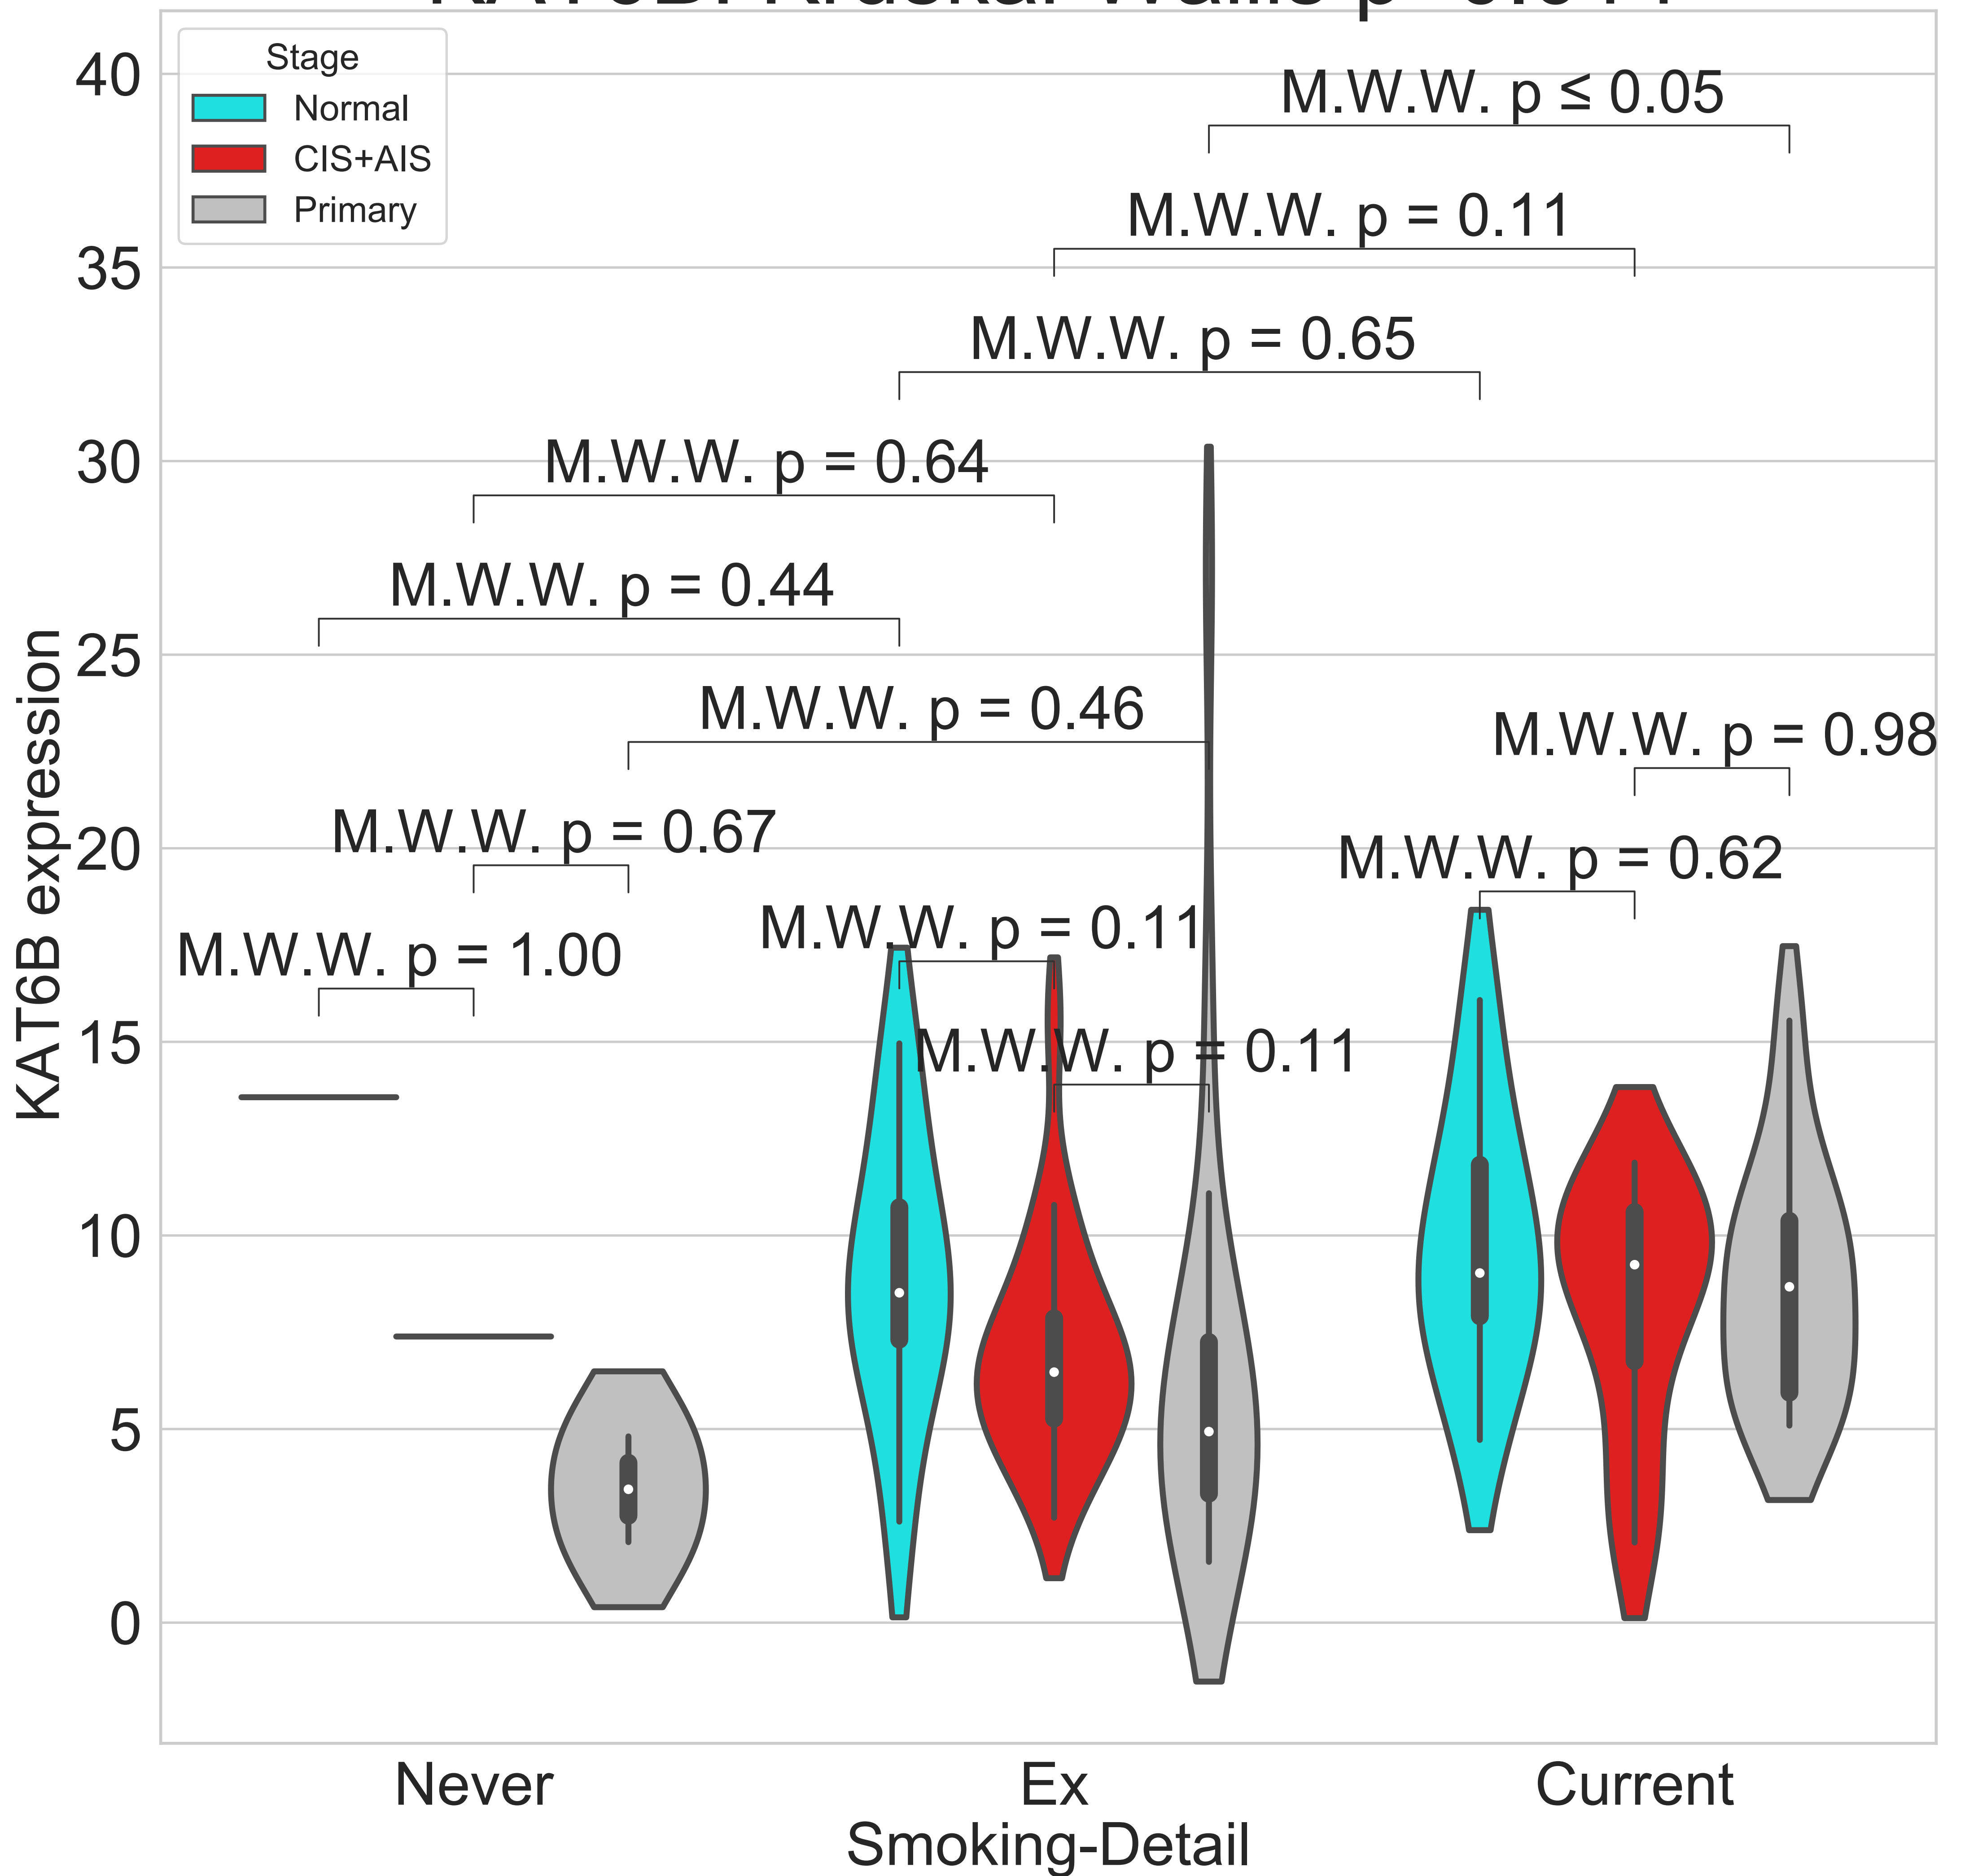 40
35
30
25
20
15
10
5
0
KAT6B expression
Stage
Normal
CIS+AIS
Primary
M.W.W. p ≤ 0.05
M.W.W. p = 0.11
M.W.W. p = 0.65
M.W.W. p = 0.64
M.W.W. p = 0.44
M.W.W. p = 0.46
M.W.W. p = 0.98
M.W.W. p = 0.67
M.W.W. p = 0.62
M.W.W. p = 0.11
M.W.W. p = 1.00
M.W.W. p = 0.11
Never
Ex
Current
Smoking-Detail